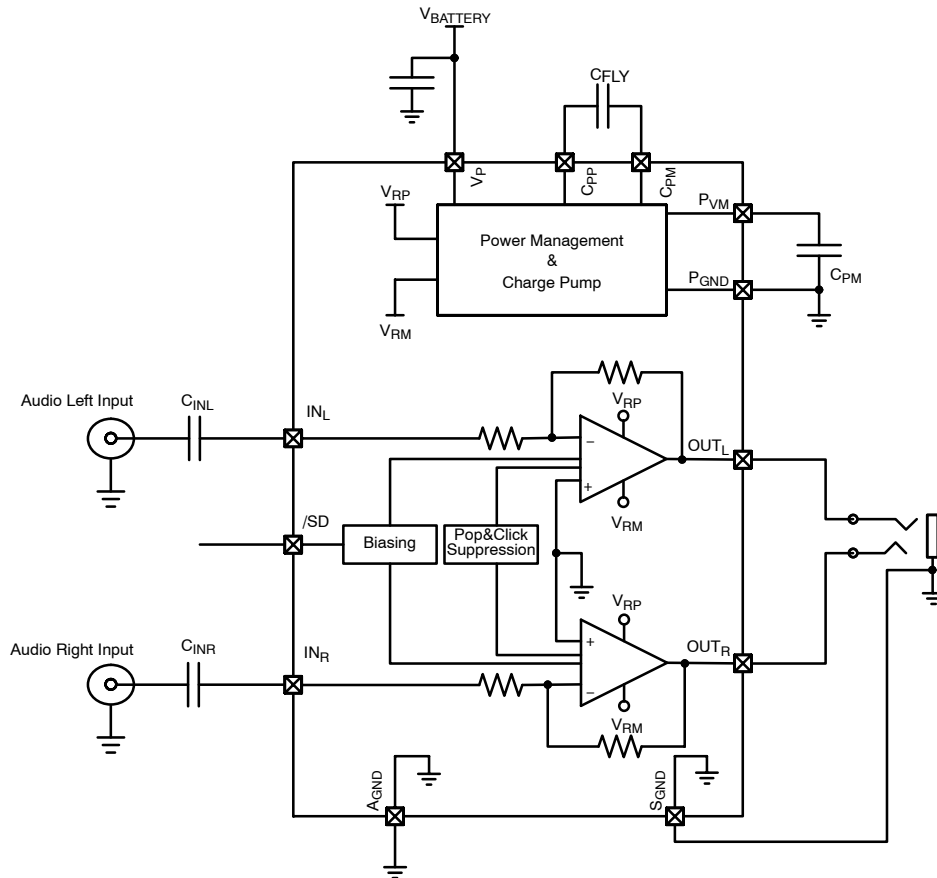 VBATTERY
CFLY
VP
CPP
CPM
VRP
PVM
Power Management
&
Charge Pump
CPM
PGND
VRM
Audio Left Input
CINL
INL
VRP
OUTL
−
+
VRM
/SD
Biasing
Pop&Click
Suppression
VRP
Audio Right Input
CINR
INR
+
OUTR
−
VRM
AGND
SGND